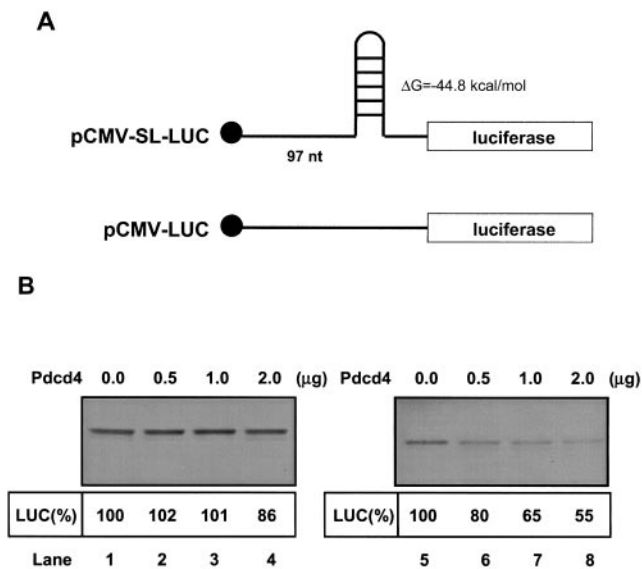 A
ΔG=-44.8 kcal/mol
pCMV-SL-LUC
luciferase
97 nt
pCMV-LUC
luciferase
B
Pdcd4 0.0 0.5 1.0 2.0 (μg)
LUC(%) 100 102 101 86
Lane 1 2 3 4
Pdcd4 0.0 0.5 1.0 2.0 (μg)
LUC(%) 100 80 65 55
5 6 7 8